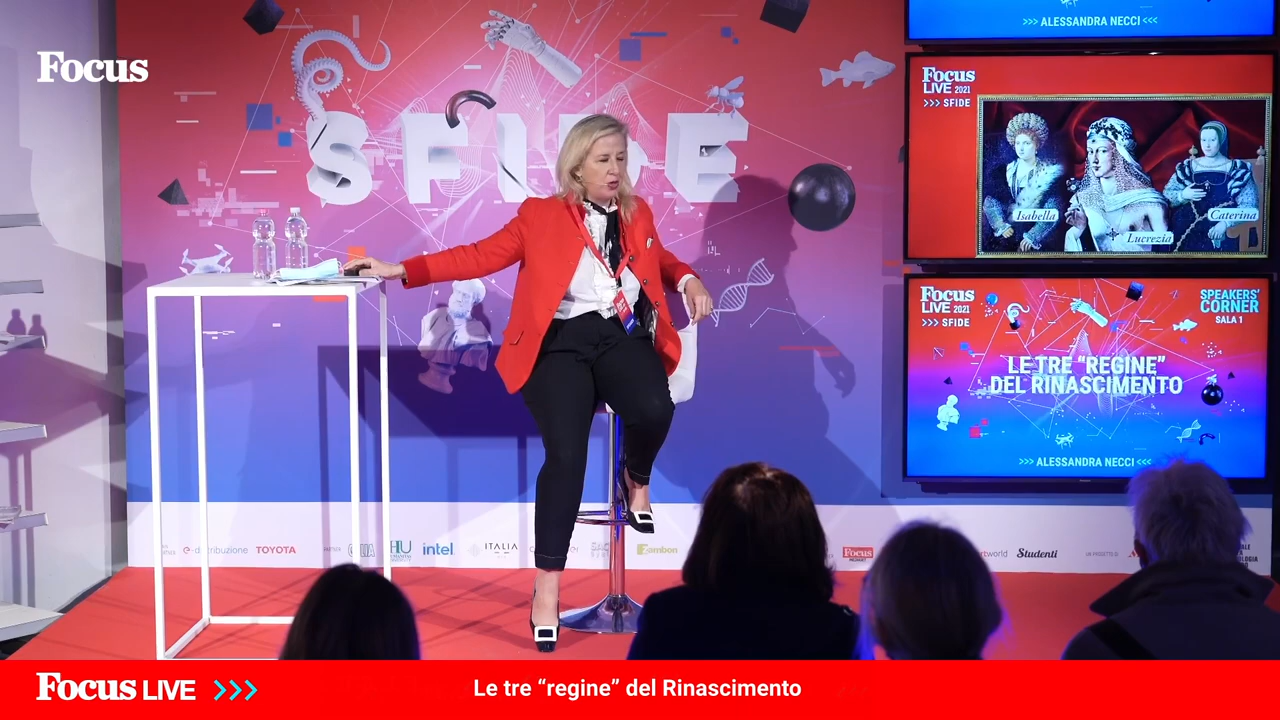 Focus
SFIDE
>>> ALESSANDRA NECCI <<<
Focus
LIVE 2021
>>> SFIDE
Isabella
Lucrezia
Caterina
Focus
LIVE 2021
>>> SFIDE
SPEAKERS'
CORNER
SALA 1
LE TRE “REGINE”
DEL RINASCIMENTO
>>> ALESSANDRA NECCI <<<
e-distribuzione
TOYOTA
intel
ITALIA
Zambon
Focus
Studenti
Focus LIVE >>>
Le tre “regine” del Rinascimento